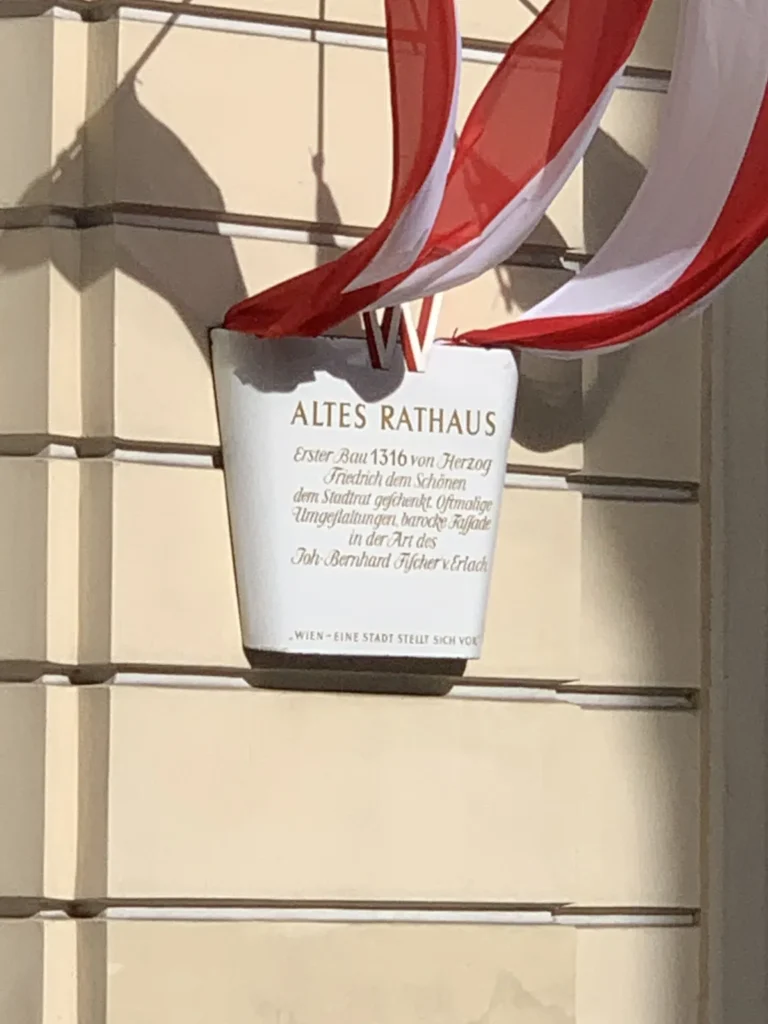 W
ALTES RATHAUS
Erster Bau 1316 von Herzog
Friedrich dem Schönen
dem Stadtrat geschenkt. Oftmalige
Umgestaltungen, barocke Fassade
in der Art des
Joh. Bernhard Fischer v. Erlach
„WIEN – EINE STADT STELLT SICH VOR"